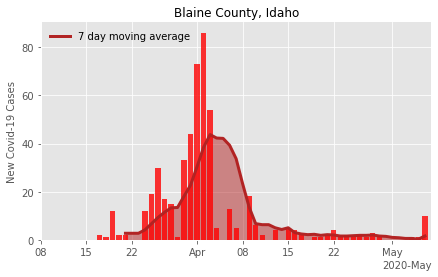 Blaine County, Idaho
7 day moving average
New Covid-19 Cases
80
60
40
20
0
08
15
22
Apr
08
15
22
May
2020-May